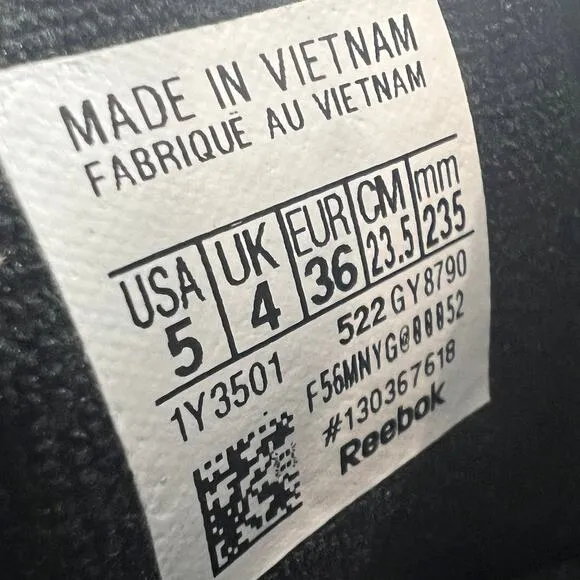 MADE IN VIETNAM
FABRIQUÉ AU VIETNAM
USA UK EUR CM mm
5 4 36 23.5 235
1Y3501 522 GY8790
F56MNYG@00052
#130367618
Reebok